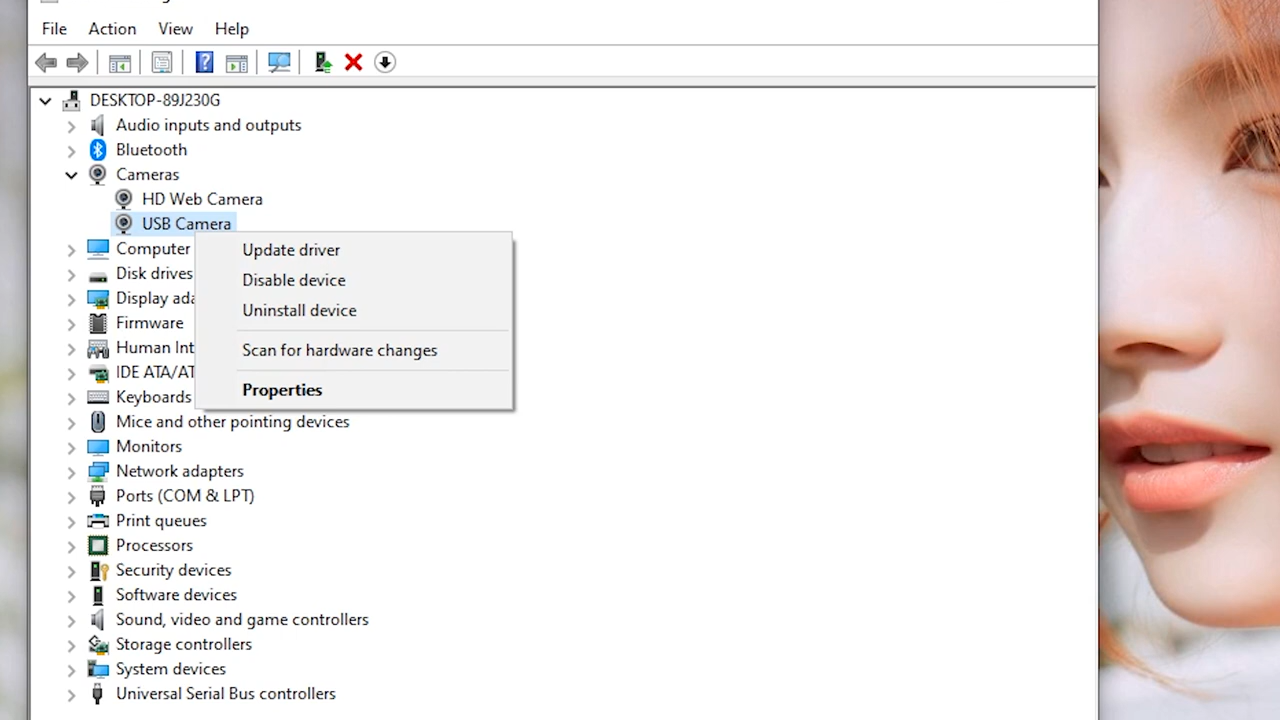 File Action View Help
DESKTOP-89J230G
Audio inputs and outputs
Bluetooth
Cameras
HD Web Camera
USB Camera
Computer
Disk drives
Display ada
Firmware
Human Int
IDE ATA/AT
Keyboards
Mice and other pointing devices
Monitors
Network adapters
Ports (COM & LPT)
Print queues
Processors
Security devices
Software devices
Sound, video and game controllers
Storage controllers
System devices
Universal Serial Bus controllers
Update driver
Disable device
Uninstall device
Scan for hardware changes
Properties